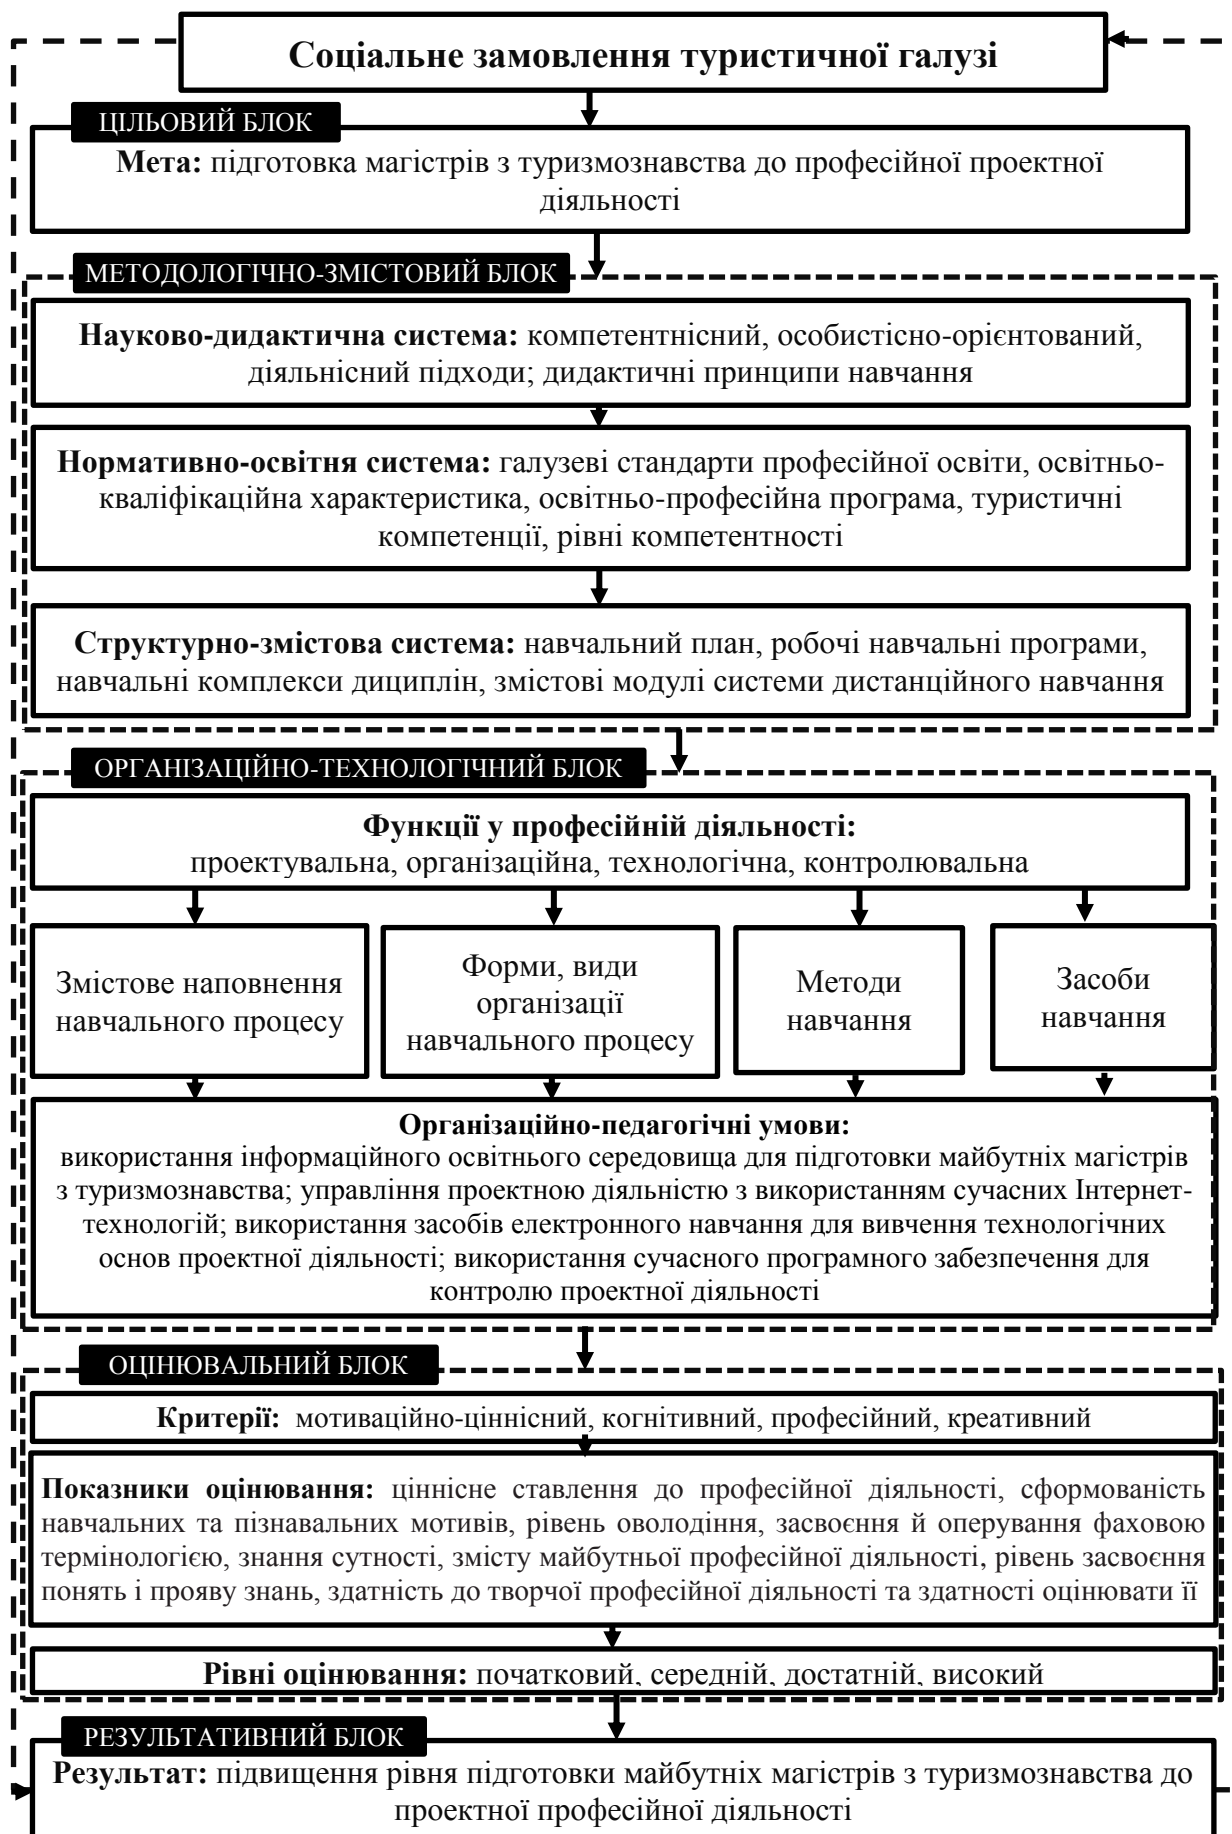 Соціальне замовлення туристичної галузі
ЦІЛЬОВИЙ БЛОК
Мета: підготовка магістрів з туризмознавства до професійної проектної
діяльності
МЕТОДОЛОГІЧНО-ЗМІСТОВИЙ БЛОК
Науково-дидактична система: компетентнісний, особистісно-орієнтований,
діяльнісний підходи; дидактичні принципи навчання
Нормативно-освітня система: галузеві стандарти професійної освіти, освітньо-
кваліфікаційна характеристика, освітньо-професійна програма, туристичні
компетенції, рівні компетентності
Структурно-змістова система: навчальний план, робочі навчальні програми,
навчальні комплекси дициплін, змістові модулі системи дистанційного навчання
ОРГАНІЗАЦІЙНО-ТЕХНОЛОГІЧНИЙ БЛОК
Функції у професійній діяльності:
проектувальна, організаційна, технологічна, контролювальна
Змістове наповнення
навчального процесу
Форми, види
організації
навчального процесу
Методи
навчання
Засоби
навчання
Організаційно-педагогічні умови:
використання інформаційного освітнього середовища для підготовки майбутніх магістрів
з туризмознавства; управління проектною діяльністю з використанням сучасних Інтернет-
технологій; використання засобів електронного навчання для вивчення технологічних
основ проектної діяльності; використання сучасного програмного забезпечення для
контролю проектної діяльності
ОЦІНЮВАЛЬНИЙ БЛОК
Критерії: мотиваційно-ціннісний, когнітивний, професійний, креативний
Показники оцінювання: ціннісне ставлення до професійної діяльності, сформованість
навчальних та пізнавальних мотивів, рівень оволодіння, засвоєння й оперування фаховою
термінологією, знання сутності, змісту майбутньої професійної діяльності, рівень засвоєння
понять і прояву знань, здатність до творчої професійної діяльності та здатності оцінювати її
Рівні оцінювання: початковий, середній, достатній, високий
РЕЗУЛЬТАТИВНИЙ БЛОК
Результат: підвищення рівня підготовки майбутніх магістрів з туризмознавства до
проектної професійної діяльності